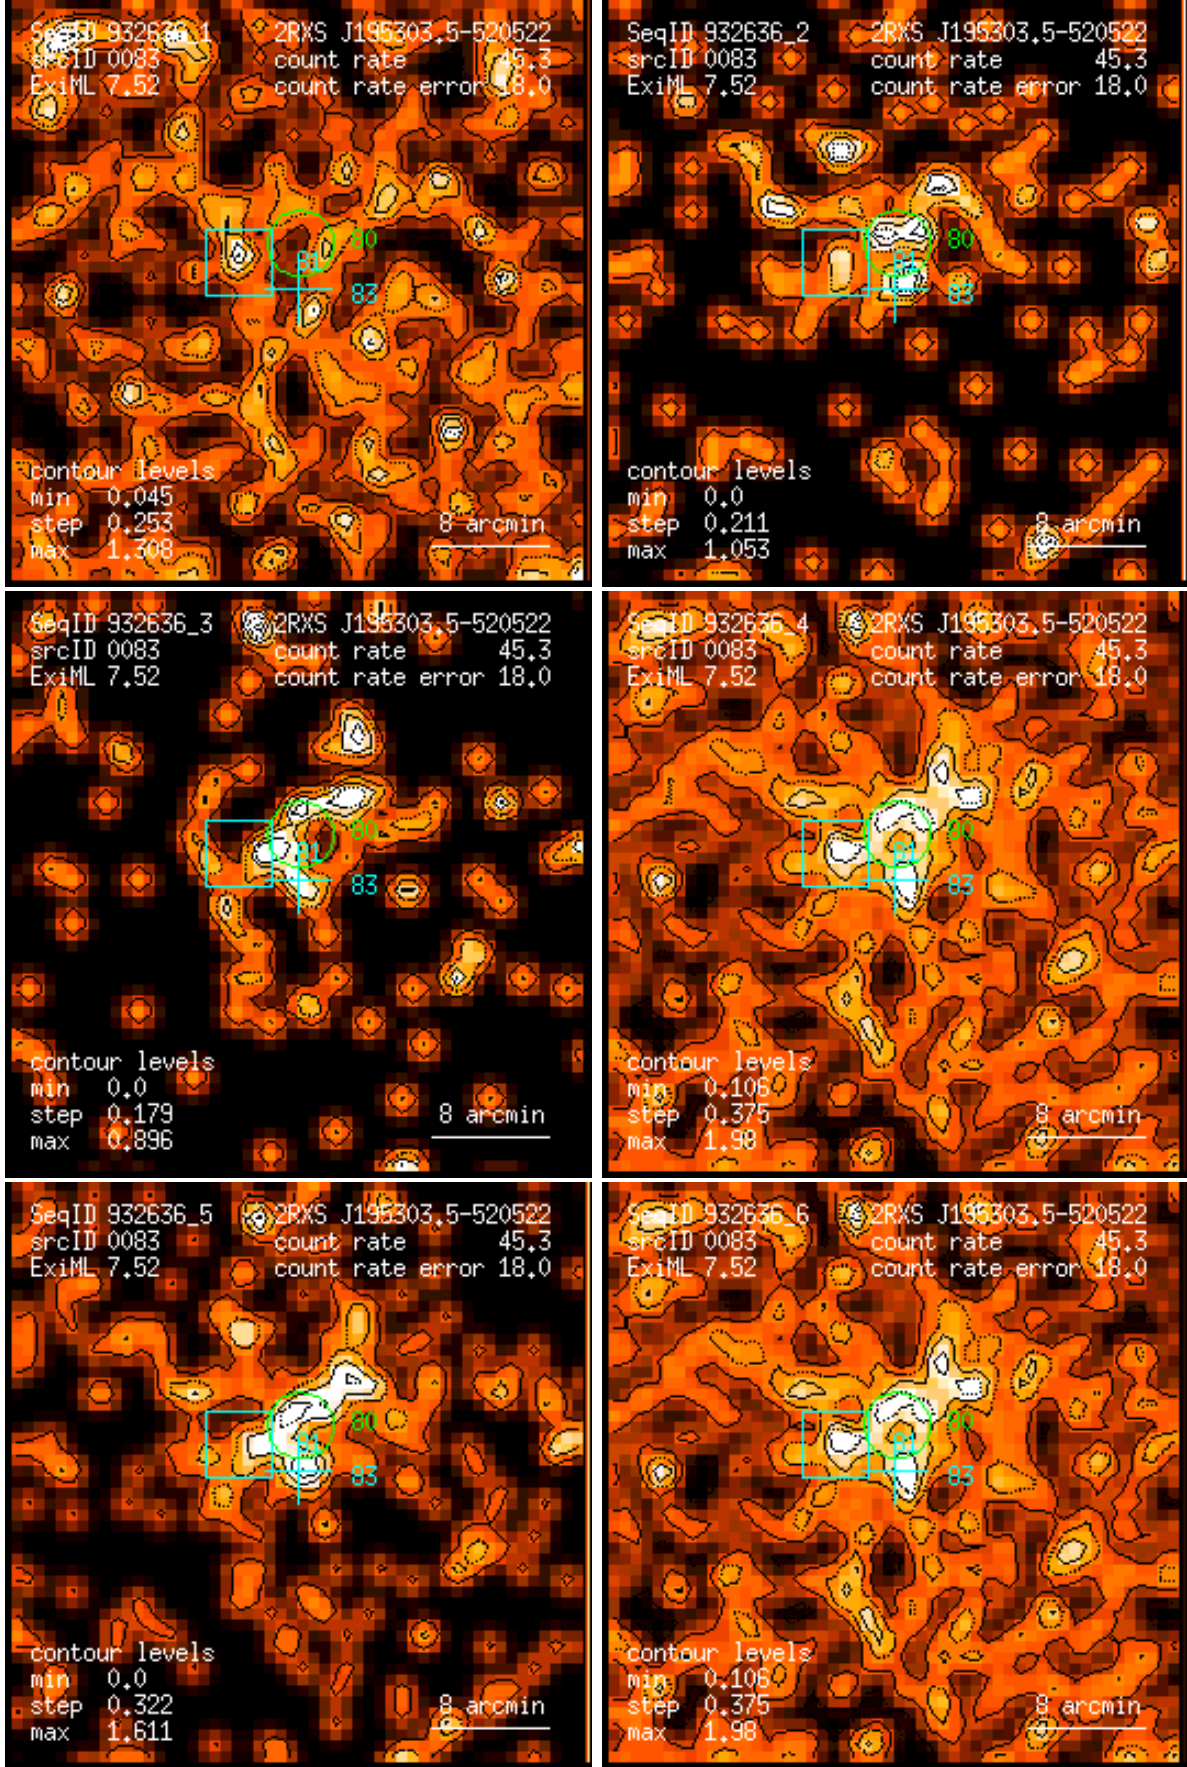 SeqID 932636_1 2RXS J195303.5-520522
srcID 0083 count rate 45.3
ExiML 7.52 count rate error 18.0
80
81
83
contour levels
min 0.045
step 0.253 8 arcmin
max 1.308
SeqID 932636_2 2RXS J195303.5-520522
srcID 0083 count rate 45.3
ExiML 7.52 count rate error 18.0
80
81
83
contour levels
min 0.0
step 0.211 8 arcmin
max 1.053
SeqID 932636_3 2RXS J195303.5-520522
srcID 0083 count rate 45.3
ExiML 7.52 count rate error 18.0
80
81
83
contour levels
min 0.0
step 0.179 8 arcmin
max 0.896
SeqID 932636_4 2RXS J195303.5-520522
srcID 0083 count rate 45.3
ExiML 7.52 count rate error 18.0
80
81
83
contour levels
min 0.106
step 0.375 8 arcmin
max 1.98
SeqID 932636_5 2RXS J195303.5-520522
srcID 0083 count rate 45.3
ExiML 7.52 count rate error 18.0
80
81
83
contour levels
min 0.0
step 0.322 8 arcmin
max 1.611
SeqID 932636_6 2RXS J195303.5-520522
srcID 0083 count rate 45.3
ExiML 7.52 count rate error 18.0
80
81
83
contour levels
min 0.106
step 0.375 8 arcmin
max 1.98